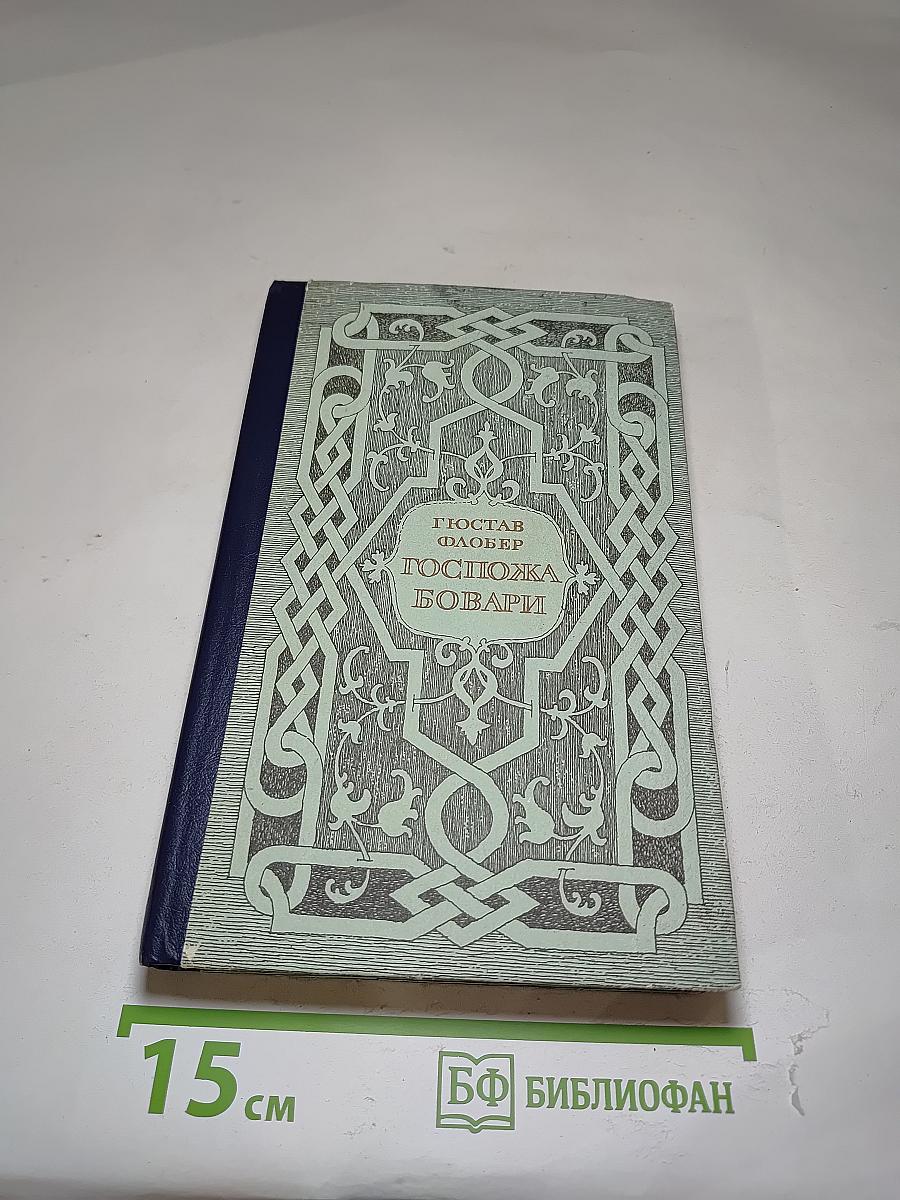 ГЮСТАВ
ФЛОБЕР
ГОСПОЖА
БОВАРИ
15 см
БФ БИБЛИОФАН